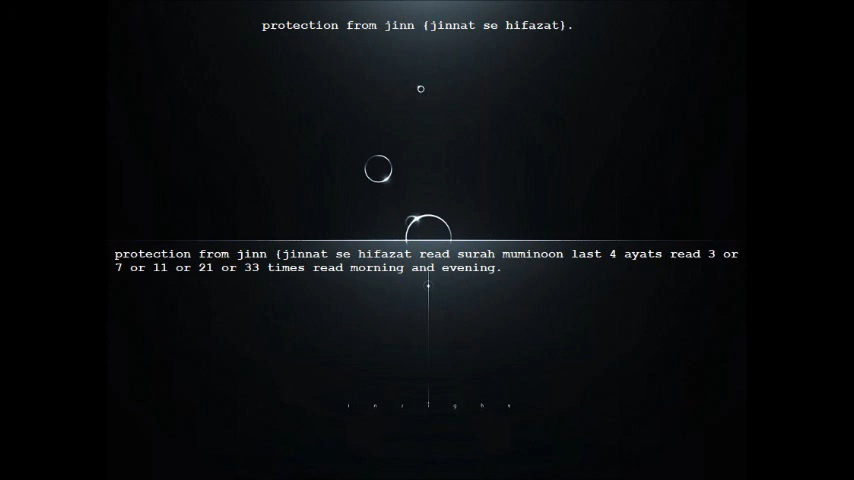 protection from jinn {jinnat se hifazat}.
protection from jinn {jinnat se hifazat read surah muminoon last 4 ayats read 3 or
7 or 11 or 21 or 33 times read morning and evening.